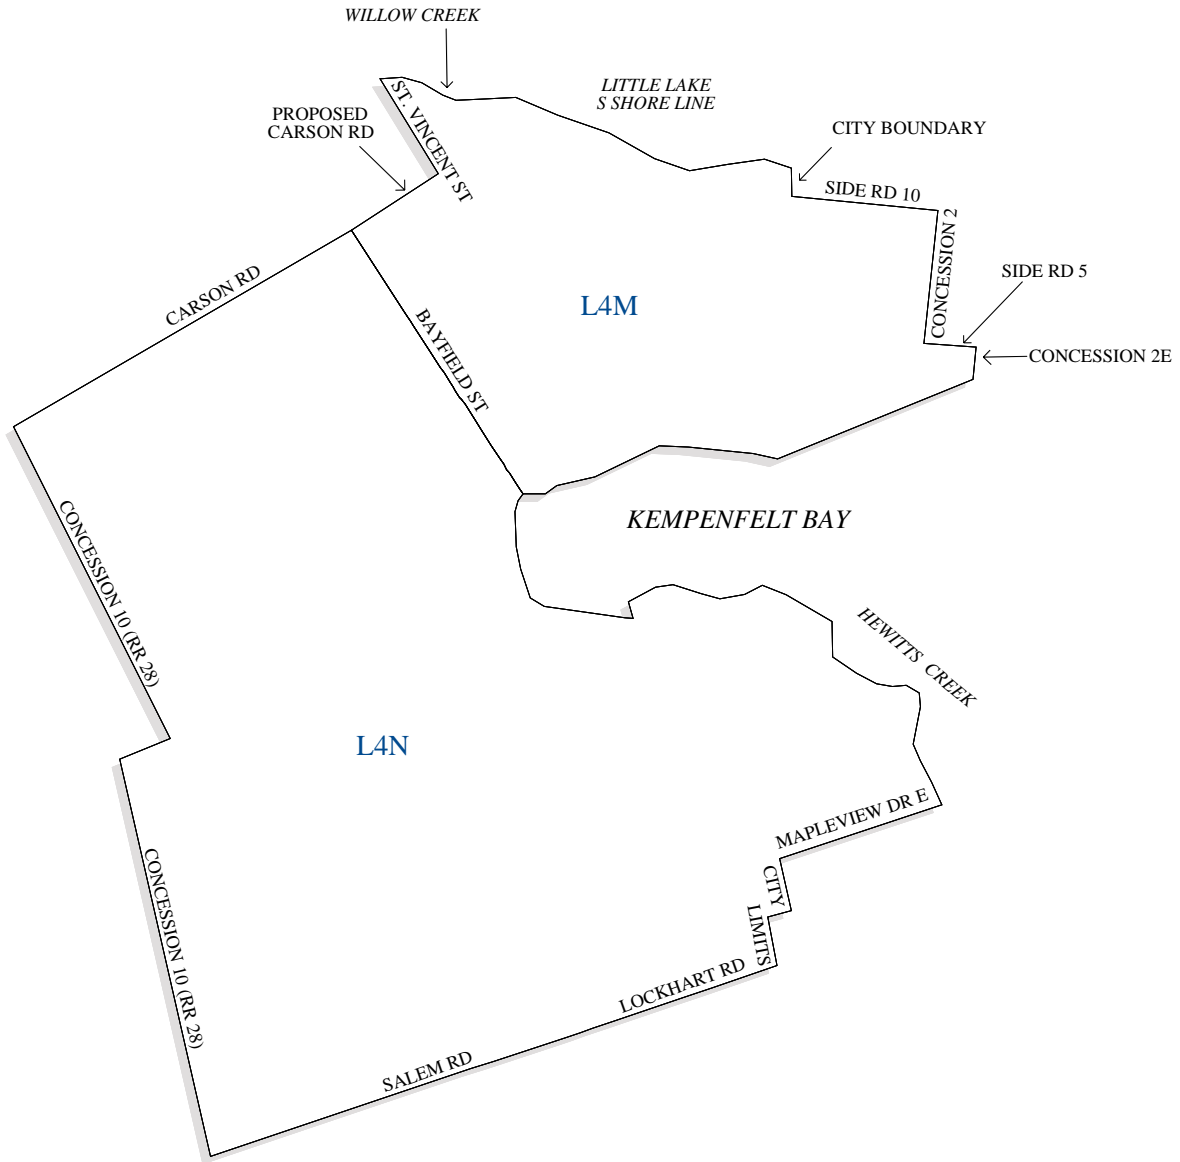 WILLOW CREEK
LITTLE LAKE
S SHORE LINE
PROPOSED
CARSON RD
ST. VINCENT ST
CITY BOUNDARY
SIDE RD 10
CONCESSION 2
SIDE RD 5
CONCESSION 2E
CARSON RD
L4M
BAYFIELD ST
KEMPENFELT BAY
CONCESSION 10 (RR 28)
HEWITTS CREEK
L4N
MAPLEVIEW DR E
CITY
LIMITS
CONCESSION 10 (RR 28)
LOCKHART RD
SALEM RD